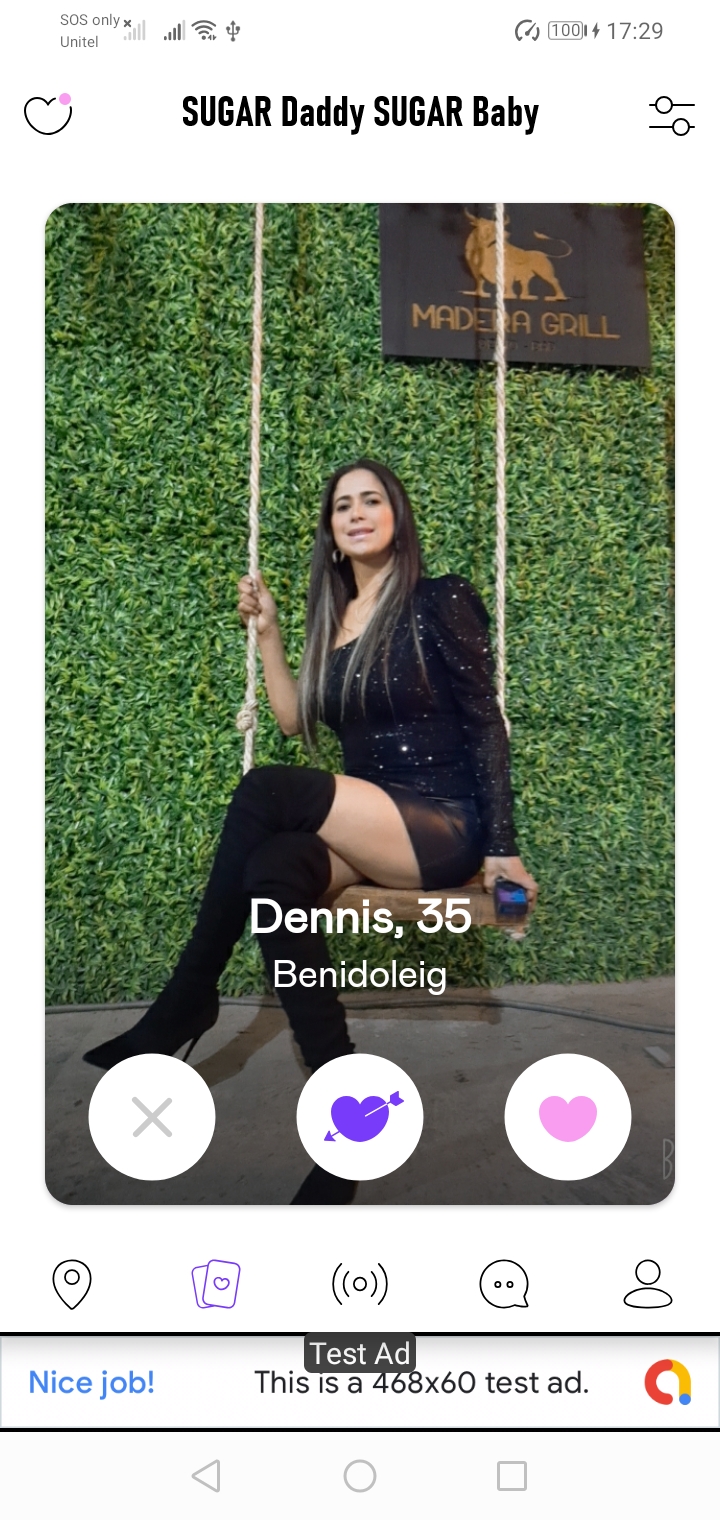 SOS only
Unitel
100
17:29
SUGAR Daddy SUGAR Baby
MADERA GRILL
Dennis, 35
Benidoleig
Test Ad
Nice job!
This is a 468x60 test ad.